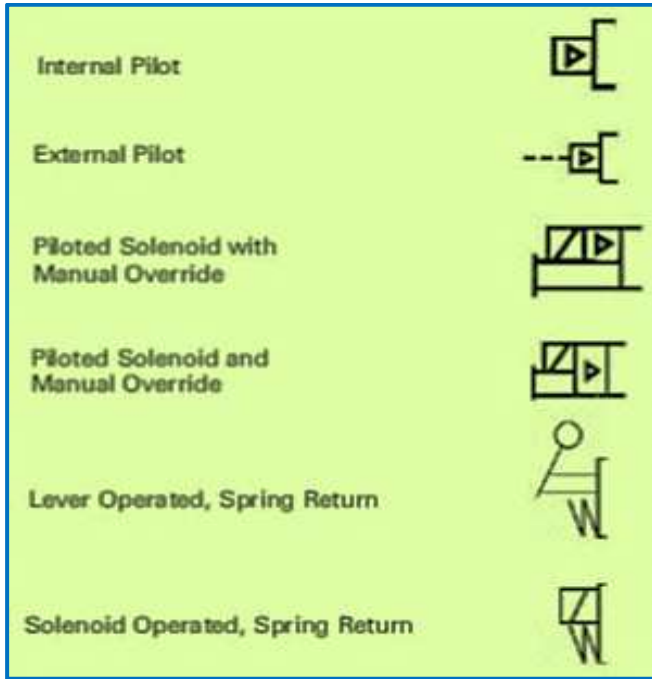 Internal Pilot
External Pilot
Piloted Solenoid with
Manual Override
Piloted Solenoid and
Manual Override
Lever Operated, Spring Return
Solenoid Operated, Spring Return